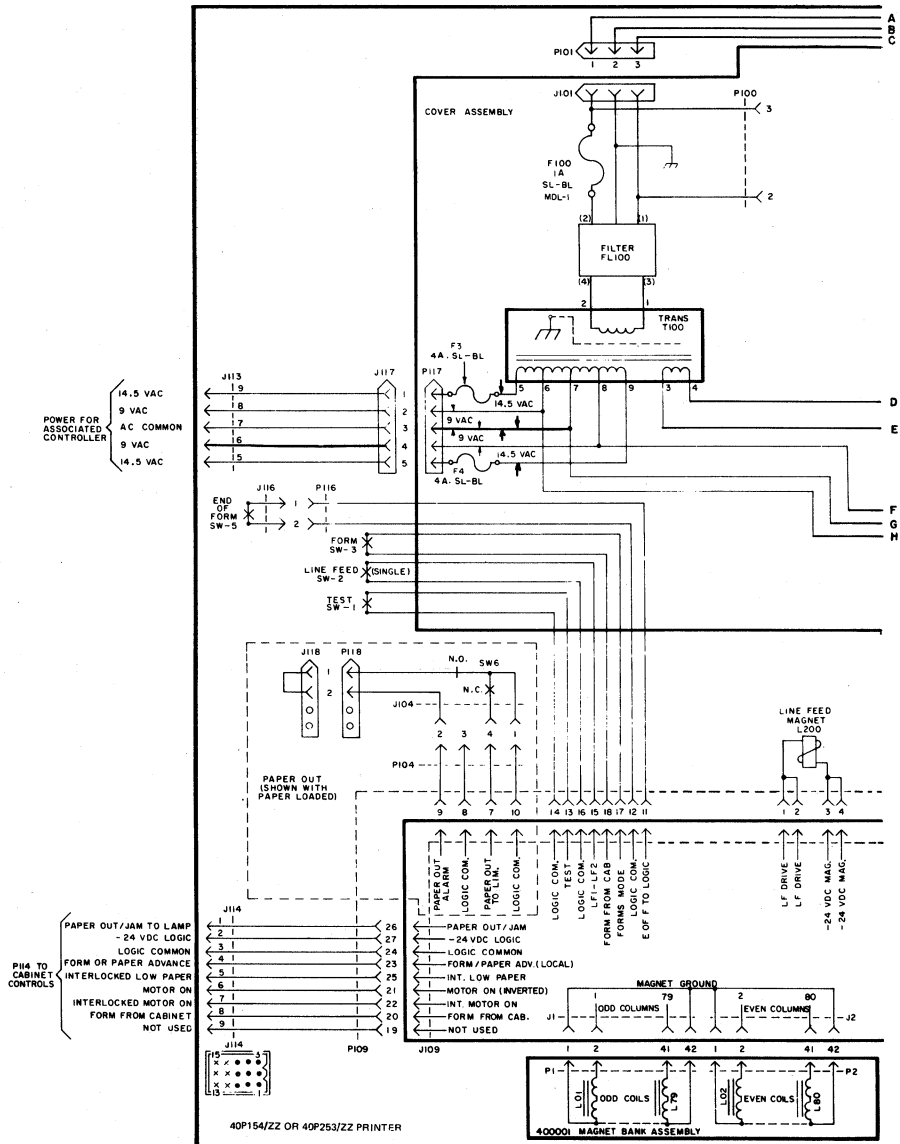 A
B
C
P101
1 2 3
J101
P100
COVER ASSEMBLY
3
F100
1A
SL-BL
MDL-1
2
(2) (1)
FILTER
FL100
(4) (3)
2 1
TRANS
T100
F3
4A. SL-BL
5 6 7 8 9 3 4
J113
J117
P117
POWER FOR
ASSOCIATED
CONTROLLER
14.5 VAC 9 1 14.5 VAC
D
9 VAC 8 2 9 VAC
AC COMMON 7 3
E
9 VAC 6 4 9 VAC
14.5 VAC 5 5 14.5 VAC
F4
4A. SL-BL
J116 P116
END
OF
FORM
SW-5
1
2
F
G
H
FORM
SW-3
LINE FEED
SW-2
(SINGLE)
TEST
SW-1
J118 P118
N.O.
SW6
1
2
N.C.
J104
2 3 4 1
P104
LINE FEED
MAGNET
L200
PAPER OUT
(SHOWN WITH
PAPER LOADED)
9 8 7 10 14 13 16 15 18 17 12 11 1 2 3 4
PAPER OUT
ALARM
LOGIC COM.
PAPER OUT
TO LIM.
LOGIC COM.
LOGIC COM.
TEST
LOGIC COM.
LF1-LF2
FORM FROM CAB
FORMS MODE
LOGIC COM.
E OF F TO LOGIC
LF DRIVE
LF DRIVE
-24 VDC MAG.
-24 VDC MAG.
J114
P114 TO
CABINET
CONTROLS
PAPER OUT/JAM TO LAMP 1 26 PAPER OUT/JAM
-24 VDC LOGIC 2 27 -24 VDC LOGIC
LOGIC COMMON 3 24 LOGIC COMMON
FORM OR PAPER ADVANCE 4 23 FORM/PAPER ADV. (LOCAL)
INTERLOCKED LOW PAPER 5 25 INT. LOW PAPER
MOTOR ON 6 21 MOTOR ON (INVERTED)
INTERLOCKED MOTOR ON 7 22 INT. MOTOR ON
FORM FROM CABINET 8 20 FORM FROM CAB.
NOT USED 9 19 NOT USED
MAGNET GROUND
1 79 2 80
ODD COLUMNS EVEN COLUMNS
J1 J2
1 2 41 42 1 2 41 42
J114
P109 J109
15 3
13 1
P1 P2
L01 ODD COILS L79 L02 EVEN COILS L80
40P154/ZZ OR 40P253/ZZ PRINTER
400001 MAGNET BANK ASSEMBLY